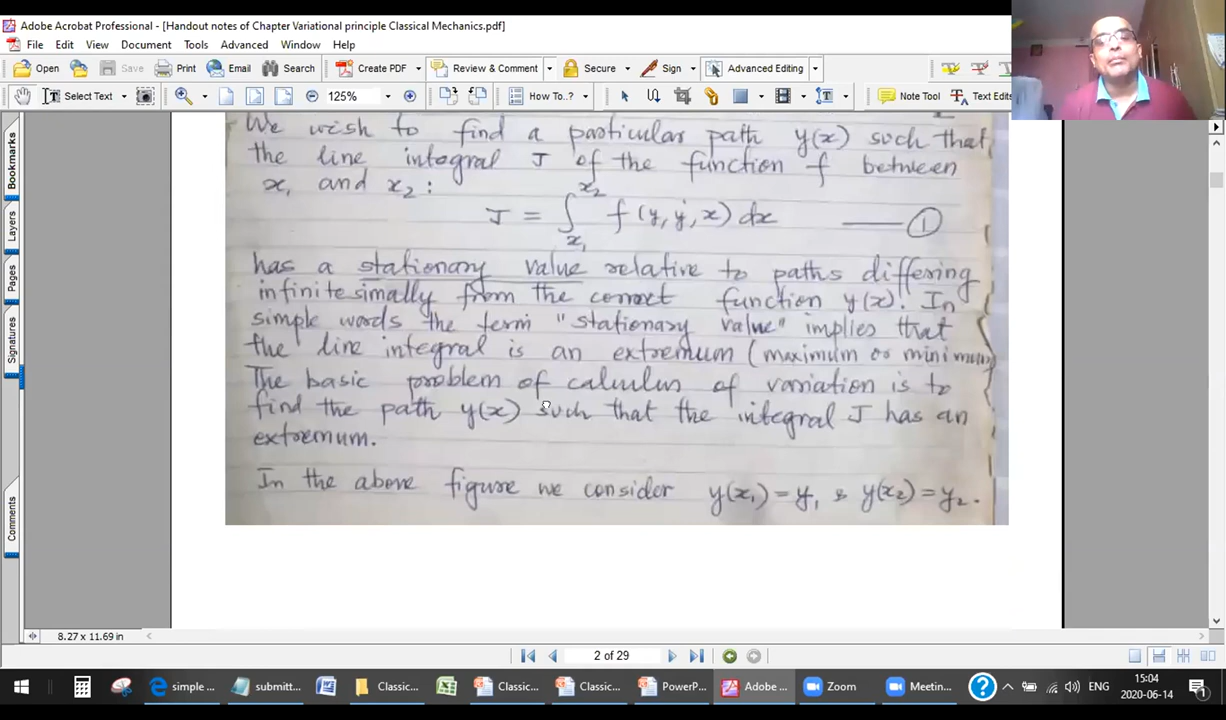 Adobe Acrobat Professional - [Handout notes of Chapter Variational principle Classical Mechanics.pdf]
File Edit View Document Tools Advanced Window Help
Open Save Print Email Search Create PDF Review & Comment Secure Sign Advanced Editing
Select Text 125% How To..? Note Tool Text Edits
Bookmarks
Layers
Pages
Signatures
Comments
We wish to find a particular path y(x) such that
the line integral J of the function f between
x₁ and x₂ :
J = ∫ₓ₁ˣ² f (y, ẏ, x) dx —— ①
has a stationary value relative to paths differing
infinitesimally from the correct function y(x). In
simple words the term "stationary value" implies that
the line integral is an extremum (maximum or minimum)
The basic problem of calculus of variation is to
find the path y(x) such that the integral J has an
extremum.
In the above figure we consider y(x₁) = y₁ & y(x₂) = y₂.
8.27 x 11.69 in
2 of 29
simple ... submitt... Classic... Classic... Classic... PowerP... Adobe ... Zoom Meetin... ENG 15:04
2020-06-14